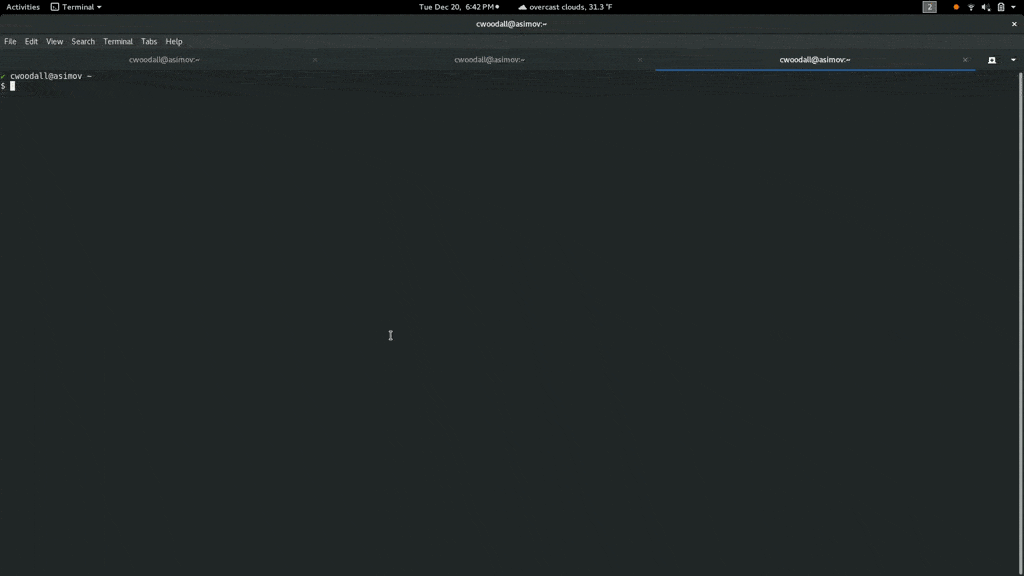 Activities Terminal Tue Dec 20, 6:42 PM overcast clouds, 31.3 °F 2
cwoodall@asimov:~
File Edit View Search Terminal Tabs Help
cwoodall@asimov:~ cwoodall@asimov:~ cwoodall@asimov:~
✔ cwoodall@asimov ~
$